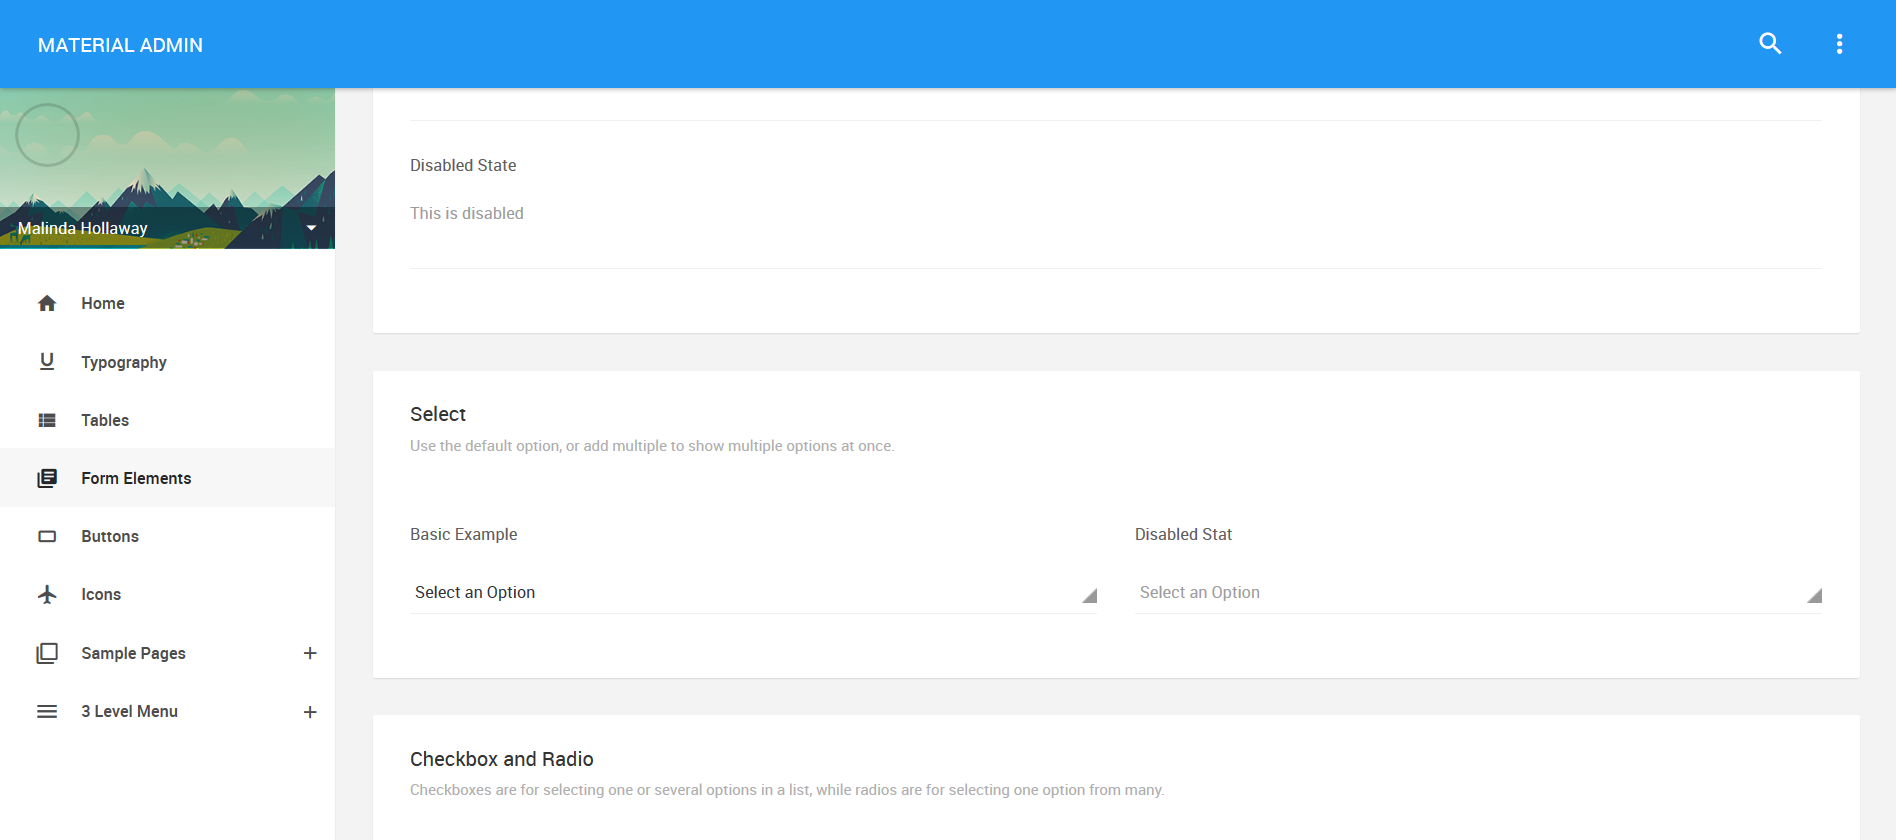 MATERIAL ADMIN
Malinda Hollaway
Home
Typography
Tables
Form Elements
Buttons
Icons
Sample Pages
3 Level Menu
Disabled State
This is disabled
Select
Use the default option, or add multiple to show multiple options at once.
Basic Example
Disabled Stat
Select an Option
Select an Option
Checkbox and Radio
Checkboxes are for selecting one or several options in a list, while radios are for selecting one option from many.